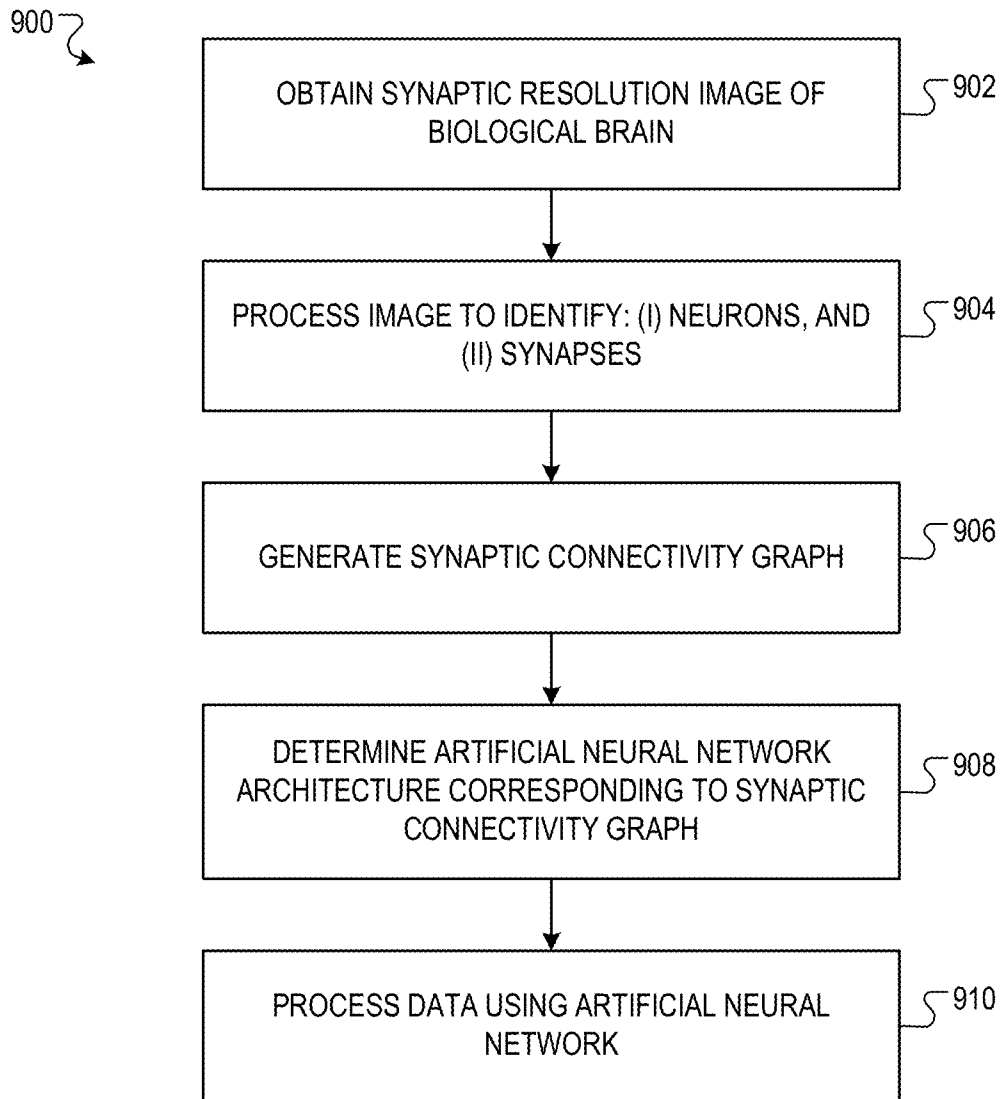 900
OBTAIN SYNAPTIC RESOLUTION IMAGE OF
BIOLOGICAL BRAIN
902
PROCESS IMAGE TO IDENTIFY: (I) NEURONS, AND
(II) SYNAPSES
904
GENERATE SYNAPTIC CONNECTIVITY GRAPH
906
DETERMINE ARTIFICIAL NEURAL NETWORK
ARCHITECTURE CORRESPONDING TO SYNAPTIC
CONNECTIVITY GRAPH
908
PROCESS DATA USING ARTIFICIAL NEURAL
NETWORK
910